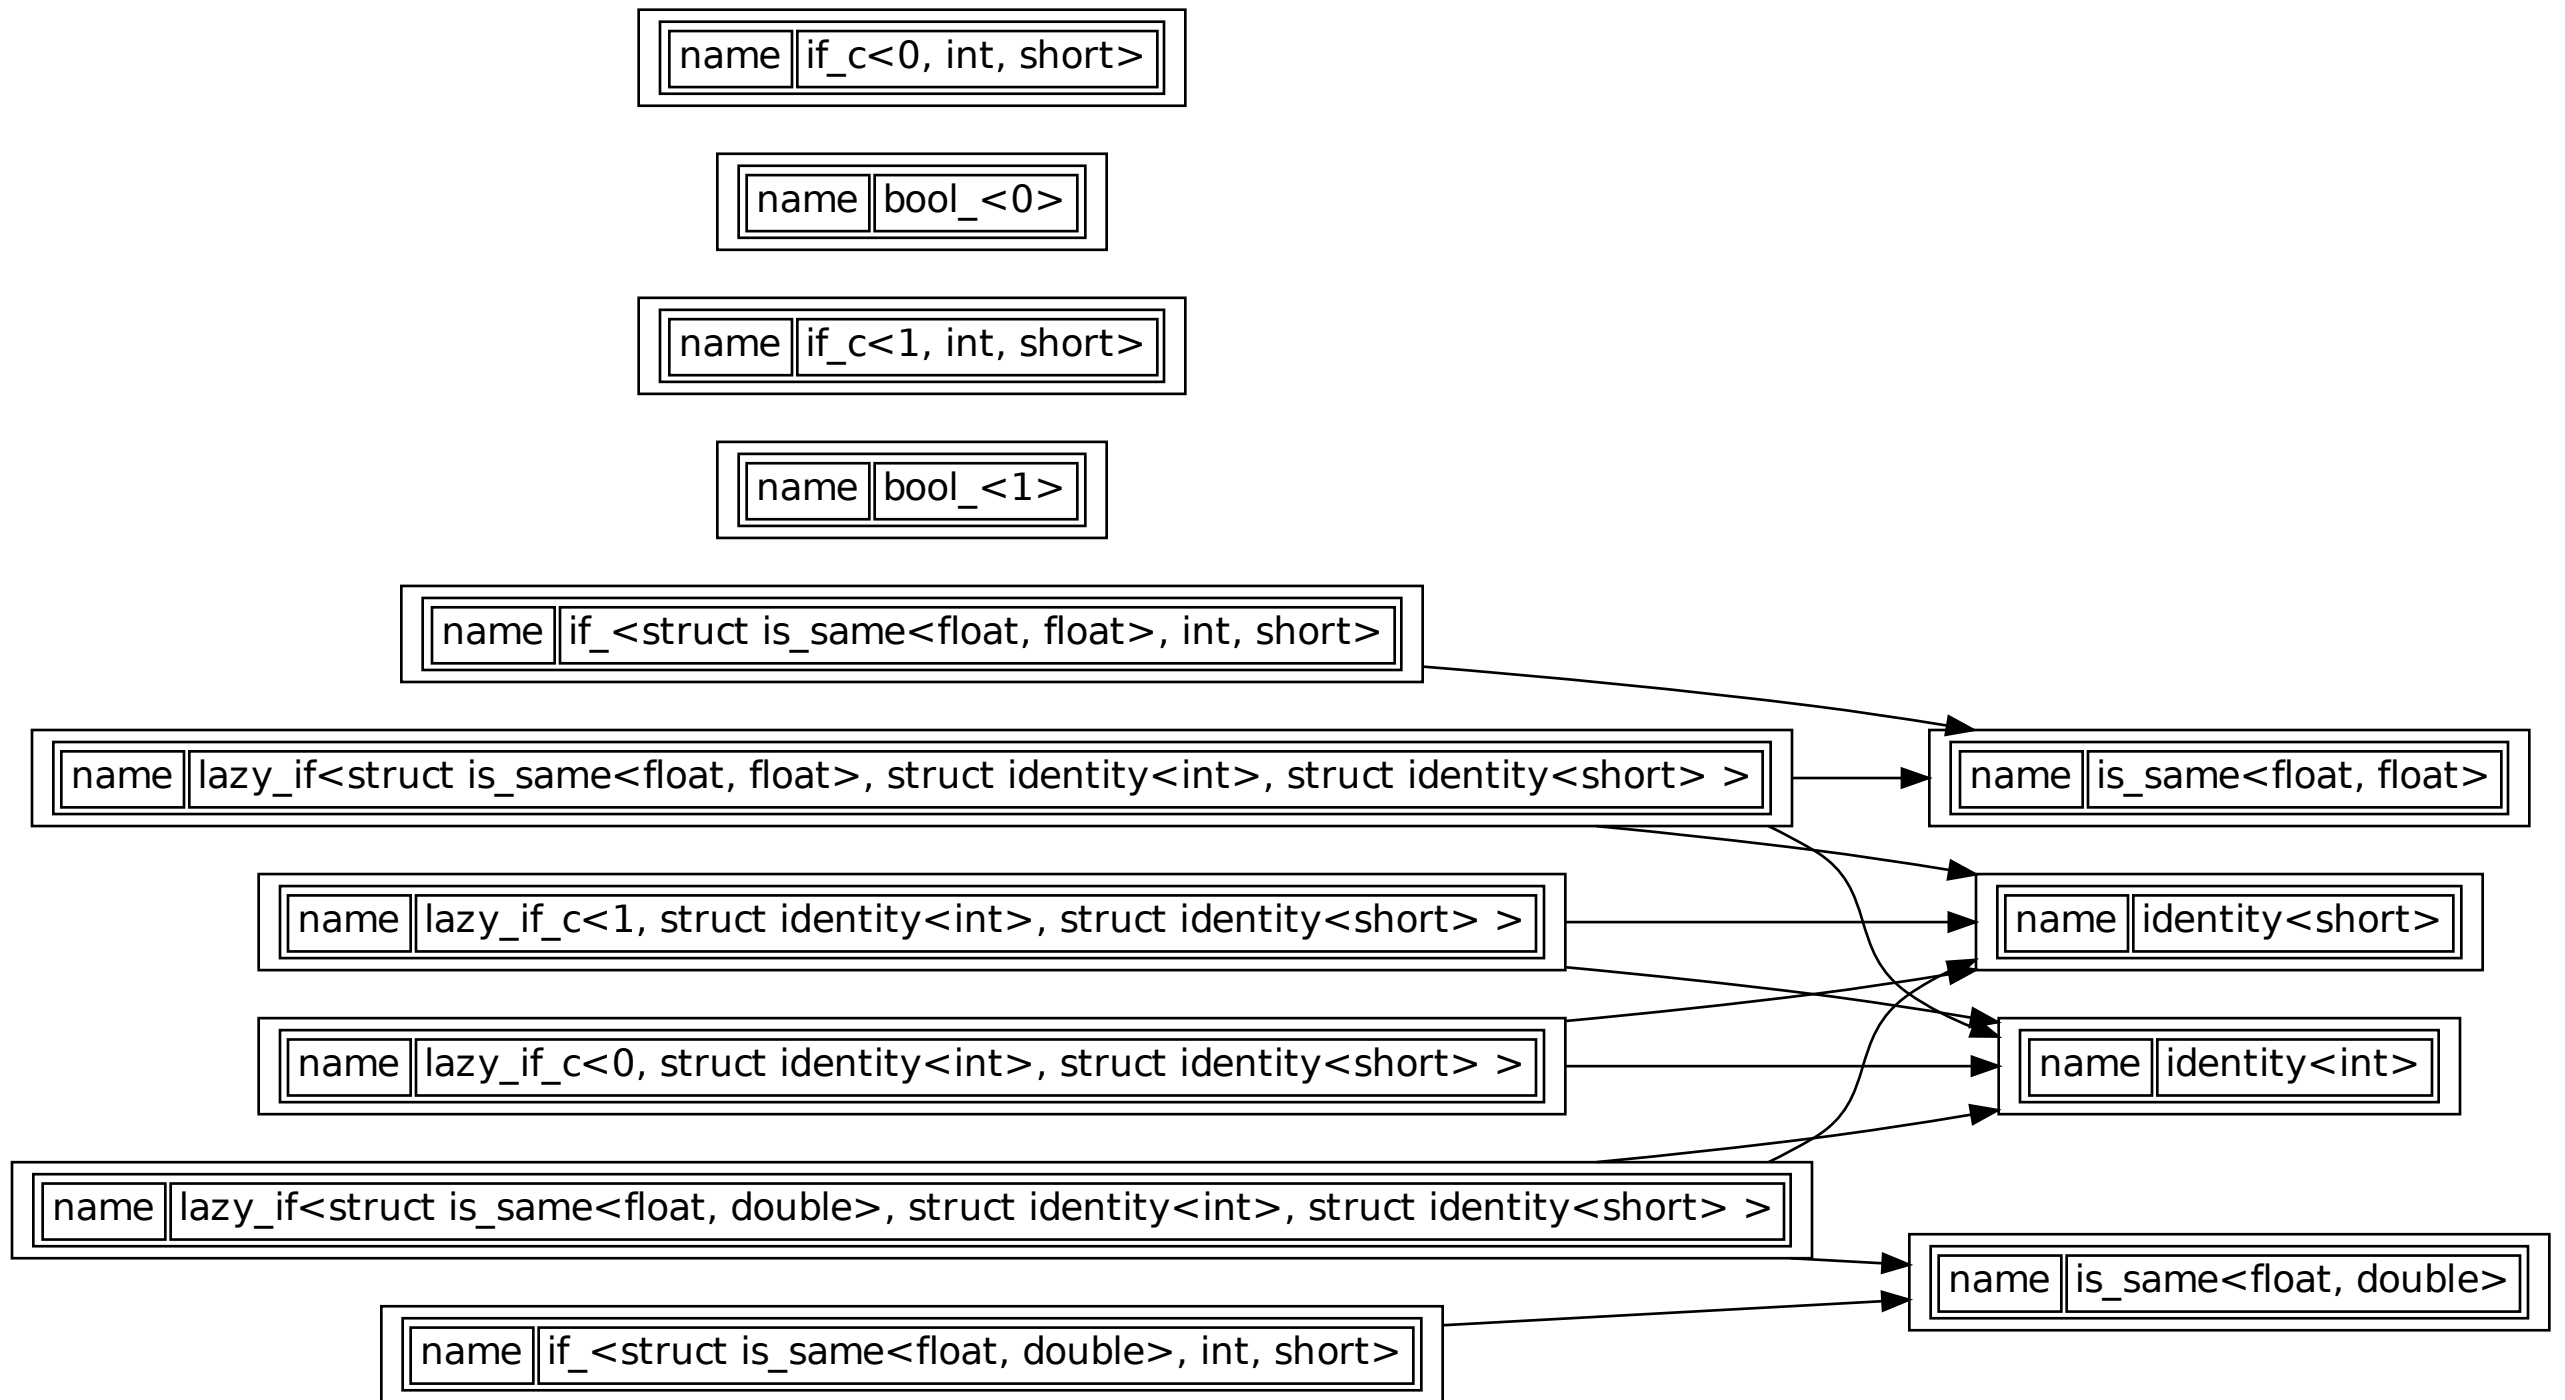 name if_c<0, int, short>
name bool_<0>
name if_c<1, int, short>
name bool_<1>
name if_<struct is_same<float, float>, int, short>
name lazy_if<struct is_same<float, float>, struct identity<int>, struct identity<short> >
name is_same<float, float>
name lazy_if_c<1, struct identity<int>, struct identity<short> >
name identity<short>
name lazy_if_c<0, struct identity<int>, struct identity<short> >
name identity<int>
name lazy_if<struct is_same<float, double>, struct identity<int>, struct identity<short> >
name is_same<float, double>
name if_<struct is_same<float, double>, int, short>